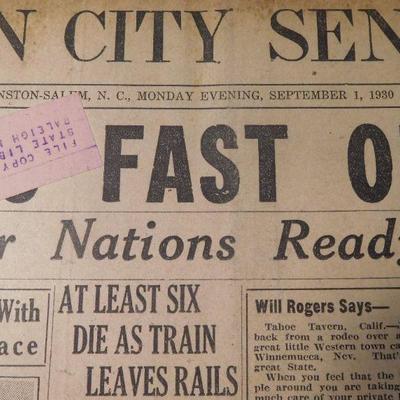 N CITY SEN
NSTON-SALEM, N. C., MONDAY EVENING, SEPTEMBER 1, 1930
FILE COPY
STATE LIB
RALEIGH
FAST O
r Nations Ready
With
ace
AT LEAST SIX
DIE AS TRAIN
LEAVES RAILS
Will Rogers Says—
Tahoe Tavern, Calif.—
back from a rodeo over a
great little Western town ca
Winnemucca, Nev. That's
great State.
When you feel that the
ple around you are taking
much care of your private